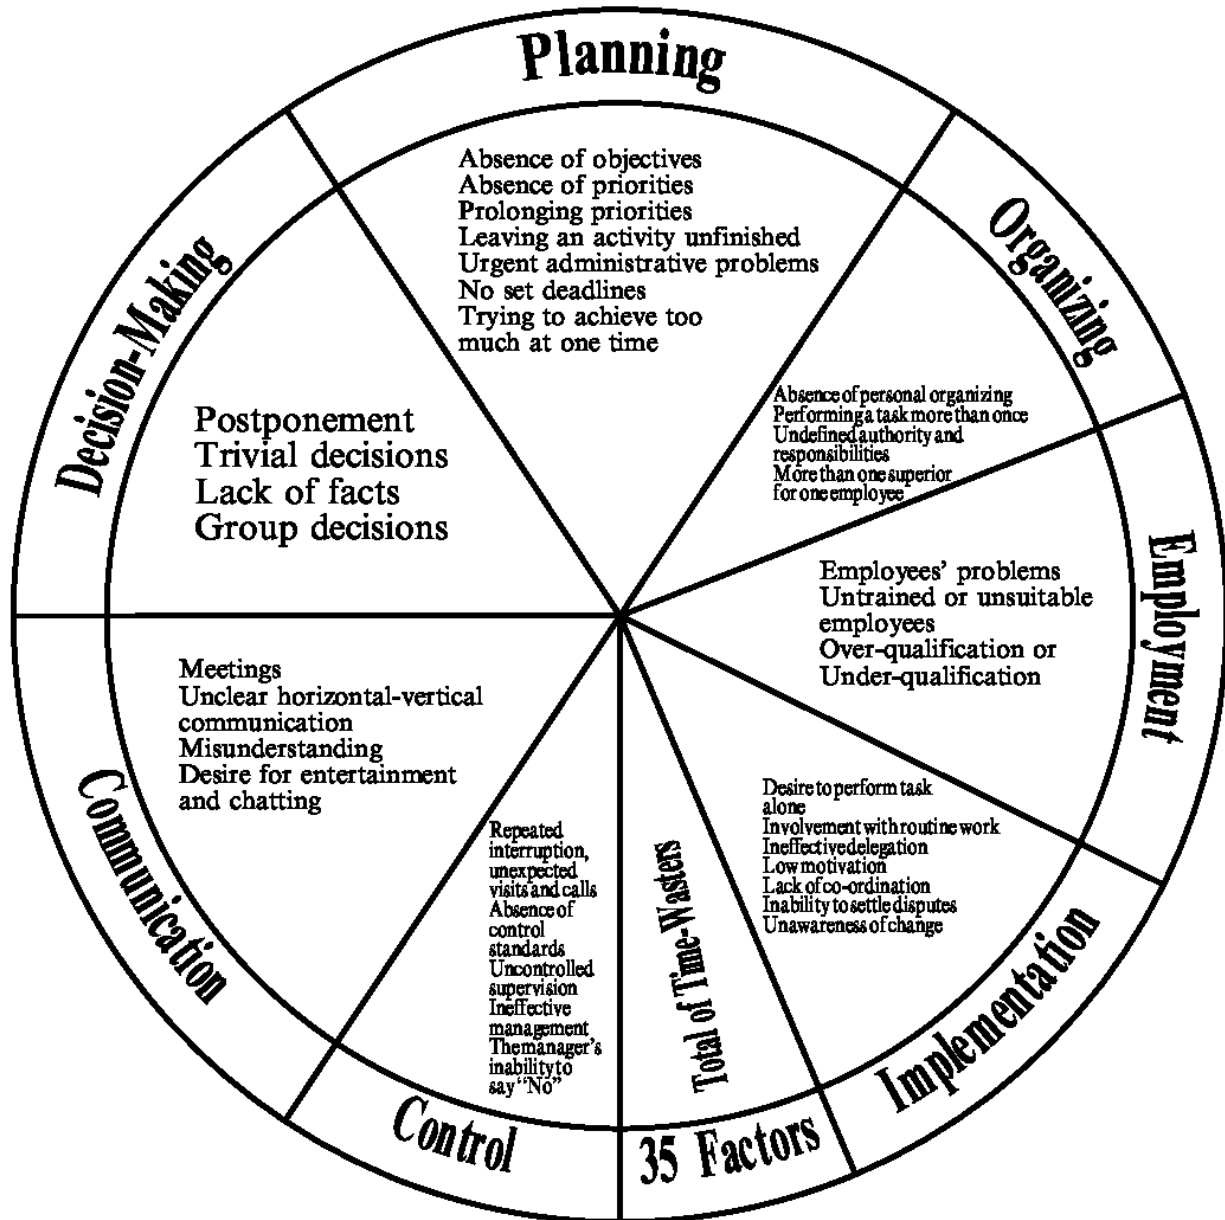 Planning
Absence of objectives
Absence of priorities
Prolonging priorities
Leaving an activity unfinished
Urgent administrative problems
No set deadlines
Trying to achieve too
much at one time
Organizing
Absence of personal organizing
Performing a task more than once
Undefined authority and
responsibilities
More than one superior
for one employee
Employment
Employees' problems
Untrained or unsuitable
employees
Over-qualification or
Under-qualification
Implementation
Desire to perform task
alone
Involvement with routine work
Ineffective delegation
Low motivation
Lack of co-ordination
Inability to settle disputes
Unawareness of change
Total of Time-Wasters
35 Factors
Control
Repeated
interruption,
unexpected
visits and calls
Absence of
control
standards
Uncontrolled
supervision
Ineffective
management
The manager's
inability to
say "No"
Communication
Meetings
Unclear horizontal-vertical
communication
Misunderstanding
Desire for entertainment
and chatting
Decision-Making
Postponement
Trivial decisions
Lack of facts
Group decisions